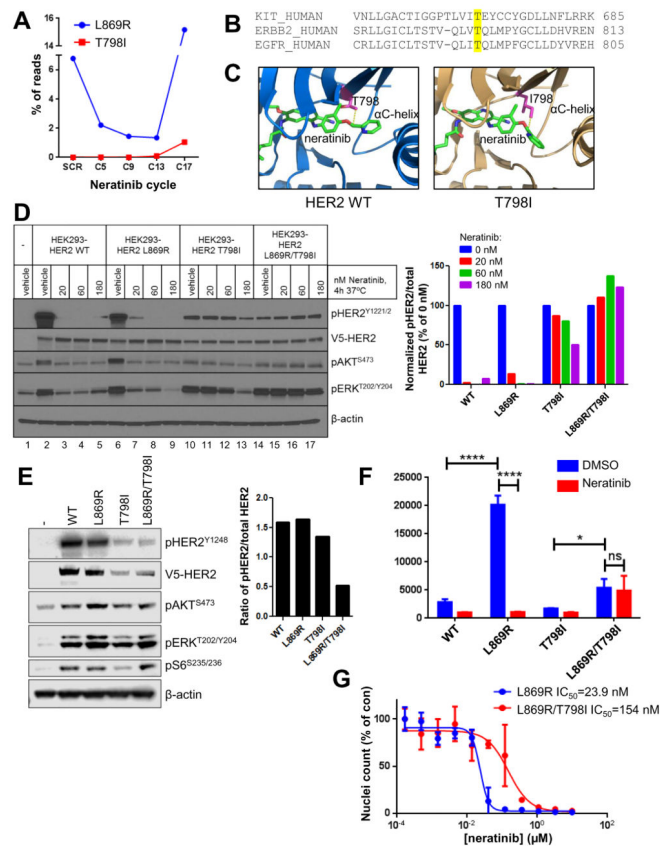 A
L869R
T798I
% of reads
16
14
12
10
8
6
4
2
0
SCR C5 C9 C13 C17
Neratinib cycle
B
KIT_HUMAN VNLLGACTIGGPTLVITEYCCYGDLLNFLRRK 685
ERBB2_HUMAN SRLLGICLTSTV-QLVTQLMPYGCLLDHVREN 813
EGFR_HUMAN CRLLGICLTSTV-QLITQLMPFGCLLDYVREH 805
C
T798
αC-helix
neratinib
HER2 WT
I798
αC-helix
neratinib
T798I
D
- HEK293-HER2 WT HEK293-HER2 L869R HEK293-HER2 T798I HEK293-HER2 L869R/T798I
vehicle vehicle 20 60 180 vehicle 20 60 180 vehicle 20 60 180 vehicle 20 60 180
nM Neratinib, 4h 37ºC
pHER2Y1221/2
V5-HER2
pAKTS473
pERKT202/Y204
β-actin
1 2 3 4 5 6 7 8 9 10 11 12 13 14 15 16 17
Neratinib:
0 nM
20 nM
60 nM
180 nM
Normalized pHER2/total HER2 (% of 0 nM)
150
100
50
0
WT L869R T798I L869R/T798I
E
- WT L869R T798I L869R/T798I
pHER2Y1248
V5-HER2
pAKTS473
pERKT202/Y204
pS6S235/236
β-actin
Ratio of pHER2/total HER2
2.0
1.5
1.0
0.5
0.0
WT L869R T798I L869R/T798I
F
DMSO
Neratinib
25000
20000
15000
10000
5000
0
****
****
*
ns
WT L869R T798I L869R/T798I
G
L869R IC50=23.9 nM
L869R/T798I IC50=154 nM
Nuclei count (% of con)
100
50
0
10-4 10-2 100 102
[neratinib] (µM)